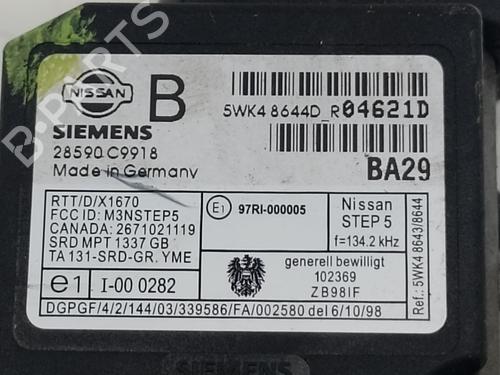 NISSAN
B
5WK4 8644D_R04621D
SIEMENS
28590 C9918
Made in Germany
BA29
RTT/D/X1670
FCC ID: M3NSTEP5
CANADA: 2671021119
SRD MPT 1337 GB
TA 131-SRD-GR. YME
E1 97RI-000005
Nissan
STEP 5
f=134.2 kHz
generell bewilligt
102369
ZB98IF
Ref.: 5WK4 8643/8644
e1 I-00 0282
DGPGF/4/2/144/03/339586/FA/002580 del 6/10/98
SIEMENS
B-PARTS